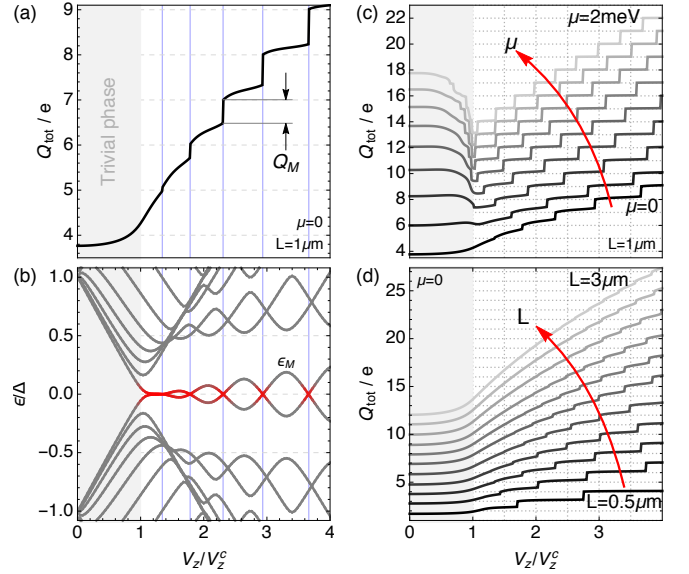 (a)
9
8
7
6
5
4
Q_tot / e
Trivial phase
Q_M
μ=0
L=1μm
(b)
1.0
0.5
0.0
−0.5
−1.0
ϵ/Δ
ϵ_M
0 1 2 3 4
V_z/V_z^c
(c)
μ=2meV
22
20
18
16
14
12
10
8
6
4
Q_tot / e
μ
μ=0
L=1μm
(d)
μ=0
L=3μm
25
20
15
10
5
Q_tot / e
L
L=0.5μm
0 1 2 3
V_z/V_z^c